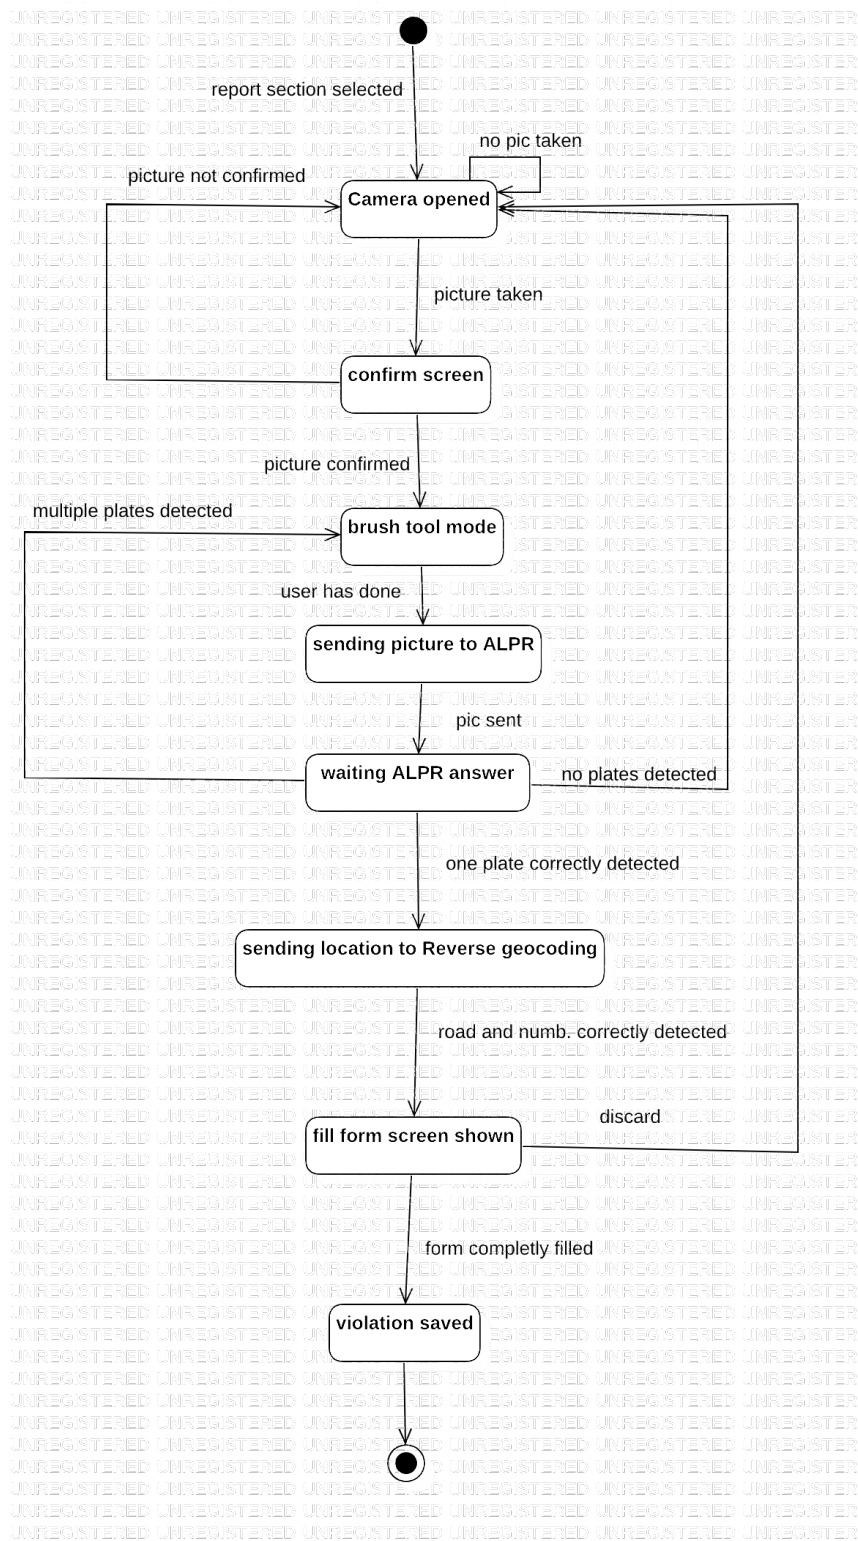 report section selected
no pic taken
picture not confirmed
Camera opened
picture taken
confirm screen
picture confirmed
multiple plates detected
brush tool mode
user has done
sending picture to ALPR
pic sent
waiting ALPR answer
no plates detected
one plate correctly detected
sending location to Reverse geocoding
road and numb. correctly detected
fill form screen shown
discard
form completly filled
violation saved
UNREGISTERED